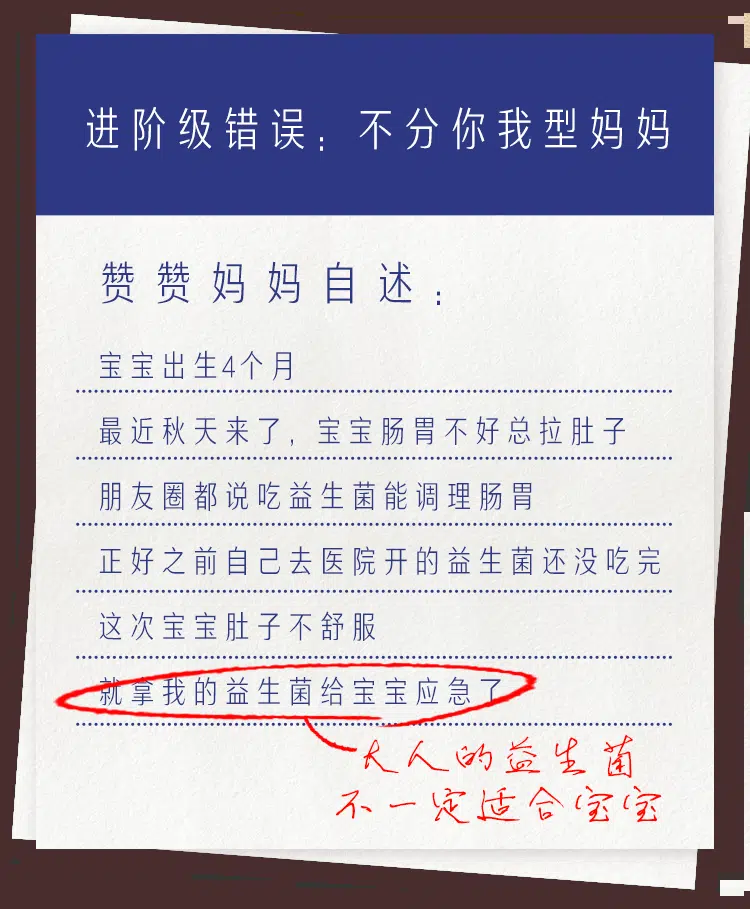 进阶级错误：不分你我型妈妈
赞赞妈妈自述：
宝宝出生4个月
最近秋天来了，宝宝肠胃不好总拉肚子
朋友圈都说吃益生菌能调理肠胃
正好之前自己去医院开的益生菌还没吃完
这次宝宝肚子不舒服
就拿我的益生菌给宝宝应急了
大人的益生菌
不一定适合宝宝